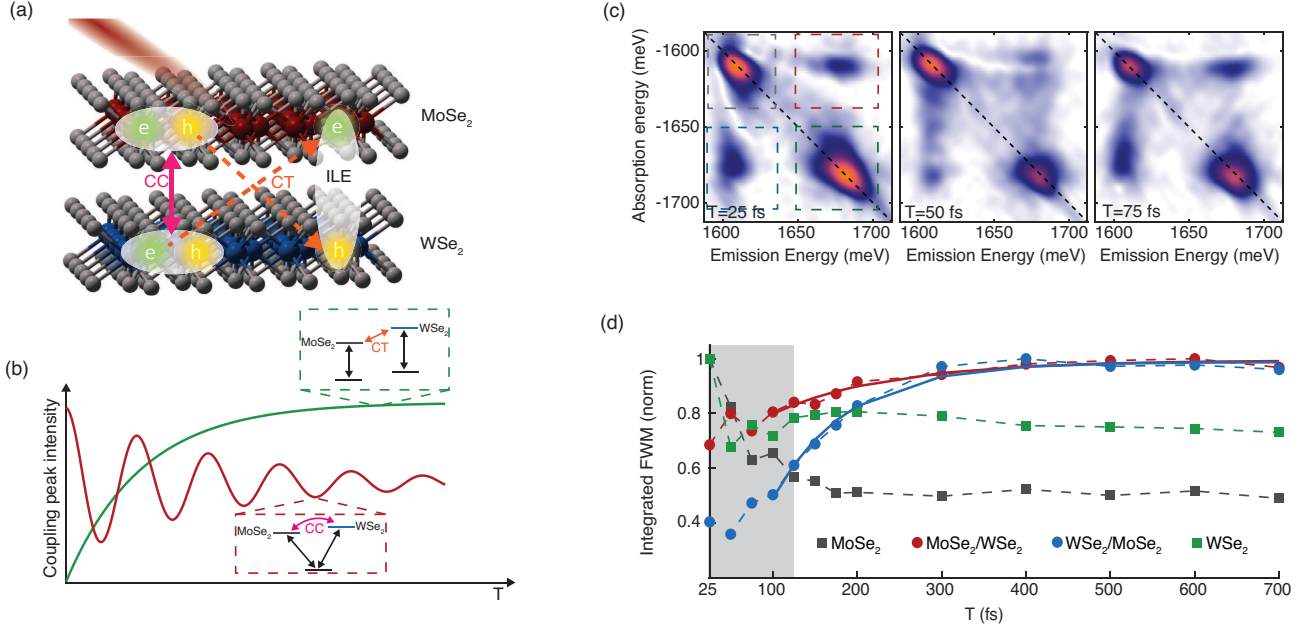 (a)
MoSe2
e
h
e
CC
CT
ILE
WSe2
e
h
h
(b)
Coupling peak intensity
MoSe2
WSe2
CT
MoSe2
CC
WSe2
T
(c)
Absorption energy (meV)
-1600
-1650
-1700
T=25 fs
T=50 fs
T=75 fs
1600
1650
1700
1600
1650
1700
1600
1650
1700
Emission Energy (meV)
Emission Energy (meV)
Emission Energy (meV)
(d)
Integrated FWM (norm)
1
0.8
0.6
0.4
MoSe2
MoSe2/WSe2
WSe2/MoSe2
WSe2
25
100
200
300
400
500
600
700
T (fs)